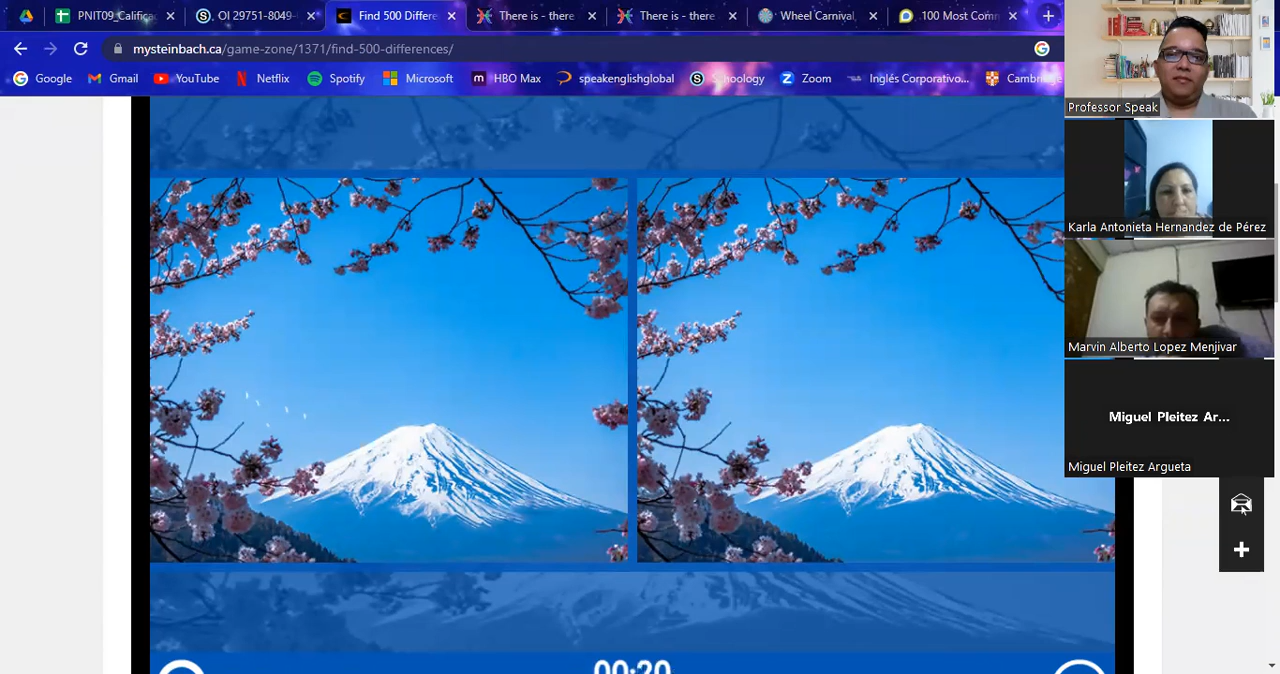 PNIT09_Califica
OI 29751-8049-
Find 500 Differe
There is - there
There is - there
Wheel Carnival
100 Most Comm
mysteinbach.ca/game-zone/1371/find-500-differences/
Google Gmail YouTube Netflix Spotify Microsoft HBO Max speakenglishglobal Schoology Zoom Inglés Corporativo... Cambridge
Professor Speak
Karla Antonieta Hernandez de Pérez
Marvin Alberto Lopez Menjivar
Miguel Pleitez Ar...
Miguel Pleitez Argueta
00:20